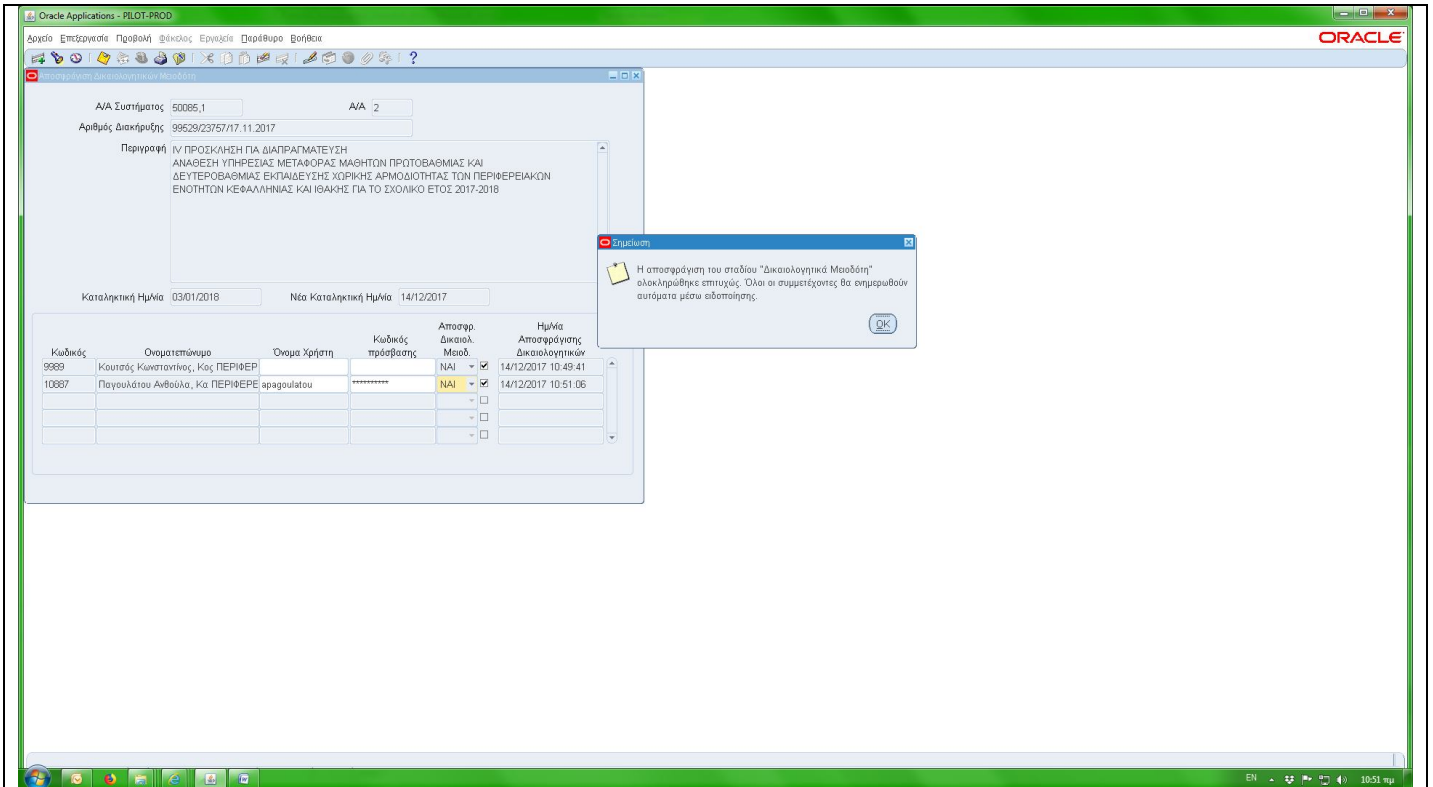 Oracle Applications - PILOT-PROD
Αρχείο Επεξεργασία Προβολή Φάκελος Εργαλεία Παράθυρο Βοήθεια
ORACLE
Αποσφράγιση Δικαιολογητικών Μειοδότη
Α/Α Συστήματος 50085,1 Α/Α 2
Αριθμός Διακήρυξης 99529/23757/17.11.2017
Περιγραφή IV ΠΡΟΣΚΛΗΣΗ ΓΙΑ ΔΙΑΠΡΑΓΜΑΤΕΥΣΗ
ΑΝΑΘΕΣΗ ΥΠΗΡΕΣΙΑΣ ΜΕΤΑΦΟΡΑΣ ΜΑΘΗΤΩΝ ΠΡΩΤΟΒΑΘΜΙΑΣ ΚΑΙ
ΔΕΥΤΕΡΟΒΑΘΜΙΑΣ ΕΚΠΑΙΔΕΥΣΗΣ ΧΩΡΙΚΗΣ ΑΡΜΟΔΙΟΤΗΤΑΣ ΤΩΝ ΠΕΡΙΦΕΡΕΙΑΚΩΝ
ΕΝΟΤΗΤΩΝ ΚΕΦΑΛΛΗΝΙΑΣ ΚΑΙ ΙΘΑΚΗΣ ΓΙΑ ΤΟ ΣΧΟΛΙΚΟ ΕΤΟΣ 2017-2018
Καταληκτική Ημ/νία 03/01/2018 Νέα Καταληκτική Ημ/νία 14/12/2017
Κωδικός Ονοματεπώνυμο Όνομα Χρήστη Κωδικός πρόσβασης Αποσφρ. Δικαιολ. Μειοδ. Ημ/νία Αποσφράγισης Δικαιολογητικών
9989 Κουτσός Κωνσταντίνος, Κος ΠΕΡΙΦΕΡ ΝΑΙ 14/12/2017 10:49:41
10887 Παγουλάτου Ανθούλα, Κα ΠΕΡΙΦΕΡΕ apagoulatou ********** ΝΑΙ 14/12/2017 10:51:06
Σημείωση
Η αποσφράγιση του σταδίου "Δικαιολογητικά Μειοδότη"
ολοκληρώθηκε επιτυχώς. Όλοι οι συμμετέχοντες θα ενημερωθούν
αυτόματα μέσω ειδοποίησης.
OK
EN 10:51 πμ